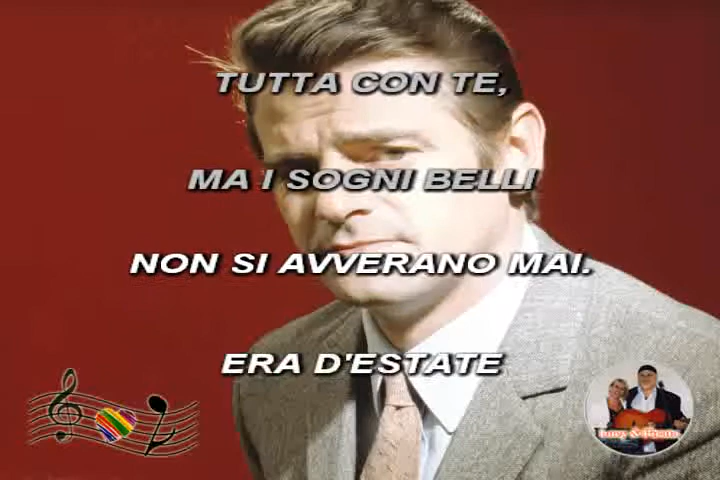 TUTTA CON TE,
MA I SOGNI BELLI
NON SI AVVERANO MAI.
ERA D'ESTATE